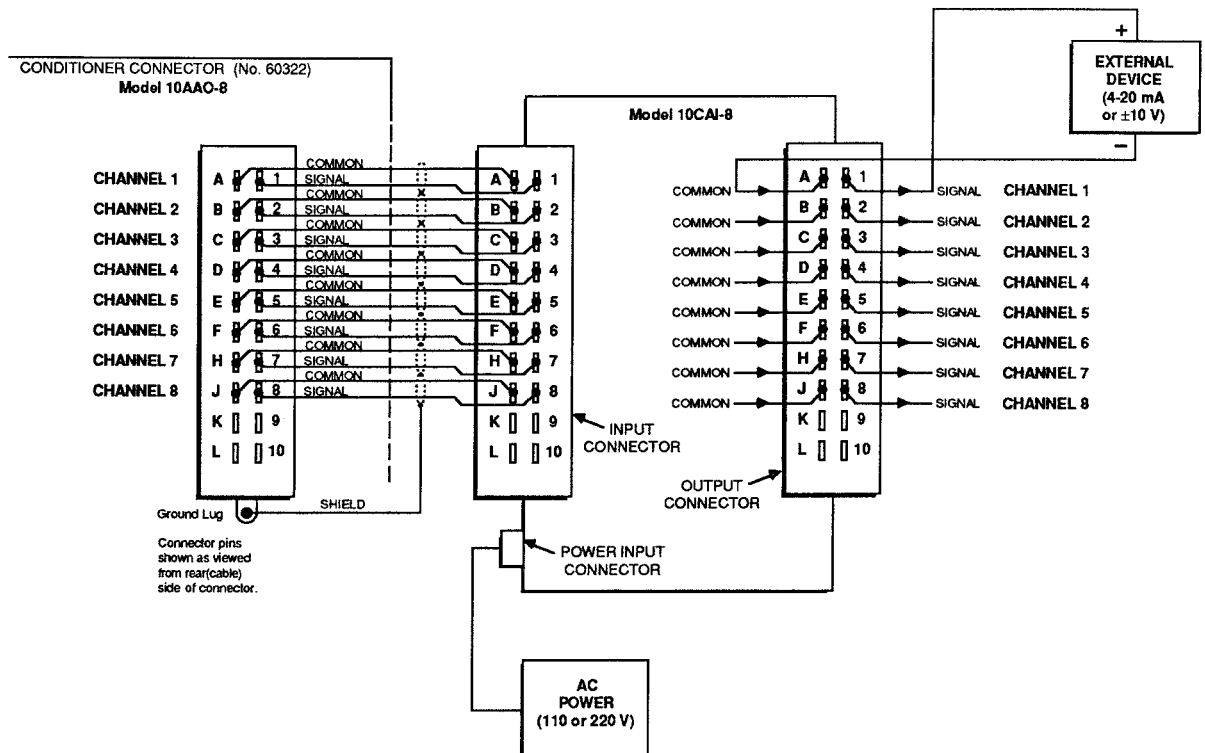 CONDITIONER CONNECTOR (No. 60322)
Model 10AAO-8
Model 10CAI-8
+
EXTERNAL
DEVICE
(4-20 mA
or ±10 V)
−
CHANNEL 1 A 1 COMMON SIGNAL A 1
CHANNEL 2 B 2 COMMON SIGNAL B 2
CHANNEL 3 C 3 COMMON SIGNAL C 3
CHANNEL 4 D 4 COMMON SIGNAL D 4
CHANNEL 5 E 5 COMMON SIGNAL E 5
CHANNEL 6 F 6 COMMON SIGNAL F 6
CHANNEL 7 H 7 COMMON SIGNAL H 7
CHANNEL 8 J 8 COMMON SIGNAL J 8
K 9 K 9
L 10 L 10
COMMON A 1 SIGNAL CHANNEL 1
COMMON B 2 SIGNAL CHANNEL 2
COMMON C 3 SIGNAL CHANNEL 3
COMMON D 4 SIGNAL CHANNEL 4
COMMON E 5 SIGNAL CHANNEL 5
COMMON F 6 SIGNAL CHANNEL 6
COMMON H 7 SIGNAL CHANNEL 7
COMMON J 8 SIGNAL CHANNEL 8
K 9
L 10
INPUT
CONNECTOR
OUTPUT
CONNECTOR
Ground Lug
SHIELD
Connector pins
shown as viewed
from rear(cable)
side of connector.
POWER INPUT
CONNECTOR
AC
POWER
(110 or 220 V)